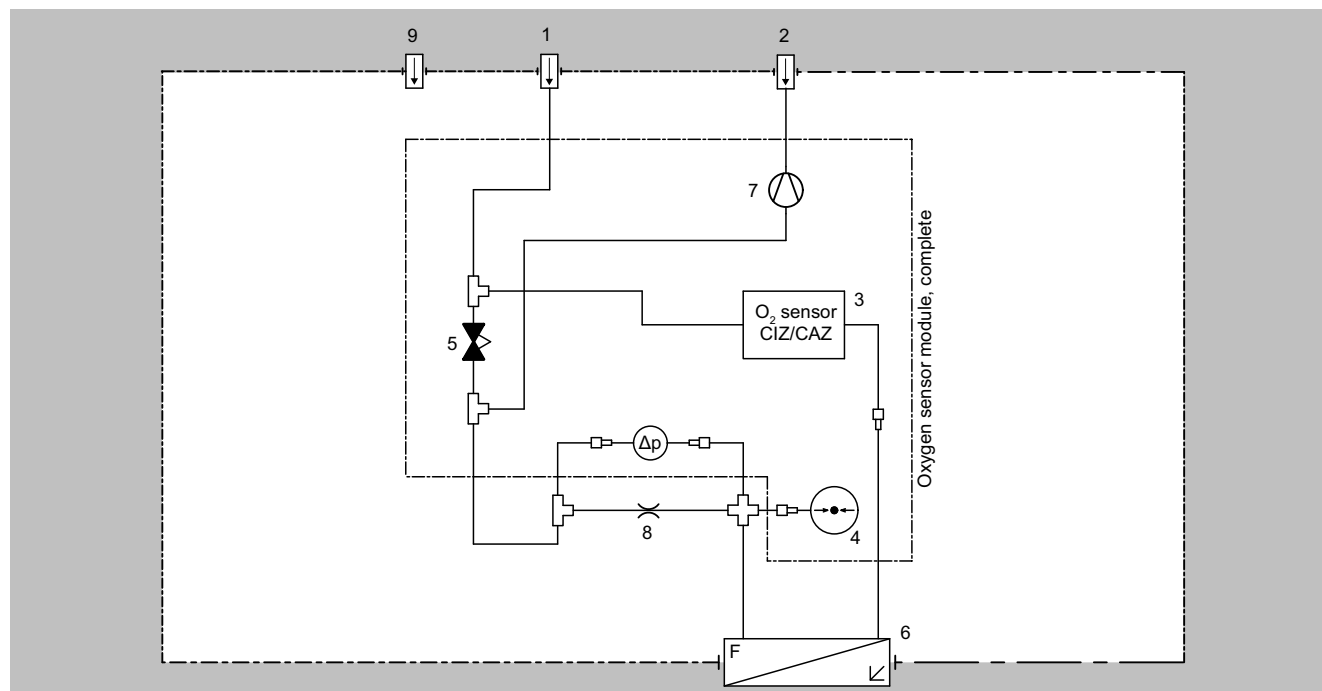 9
1
2
7
Oxygen sensor module, complete
O₂ sensor
CIZ/CAZ
3
5
Δp
8
4
6
F